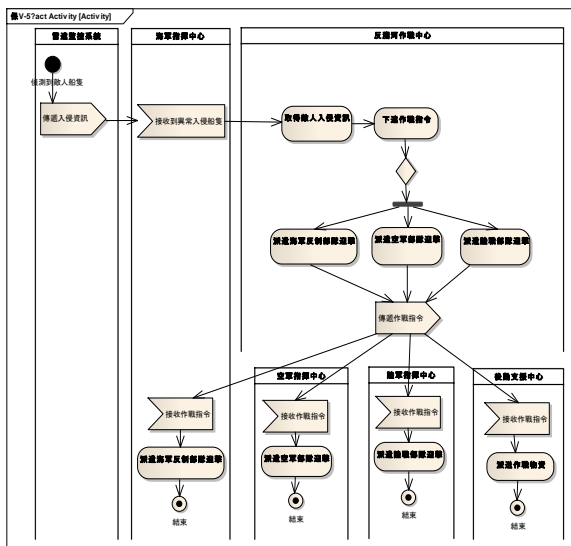 V-5?act Activity [Activity]
雷達監控系統
海軍指揮中心
反登陸作戰中心
偵測到敵人船隻
傳遞入侵資訊
接收到異常入侵船隻
取得敵人入侵資訊
下達作戰指令
派遣海軍反制部隊迎擊
派遣空軍部隊迎擊
派遣陸戰部隊迎擊
傳遞作戰指令
空軍指揮中心
陸軍指揮中心
後勤支援中心
接收作戰指令
接收作戰指令
接收作戰指令
接收作戰指令
派遣海軍反制部隊迎擊
派遣空軍部隊迎擊
派遣陸戰部隊迎擊
派遣作戰物資
結束
結束
結束
結束